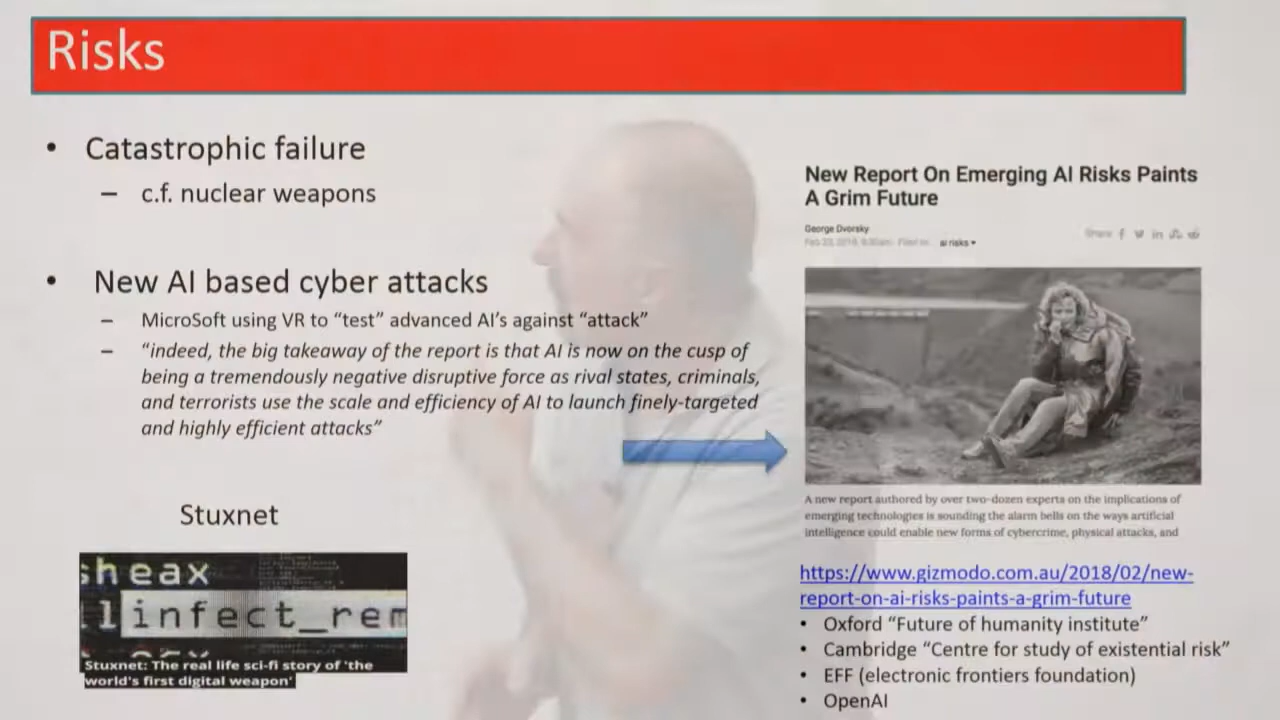 Risks
• Catastrophic failure
– c.f. nuclear weapons
• New AI based cyber attacks
– MicroSoft using VR to “test” advanced AI’s against “attack”
– “indeed, the big takeaway of the report is that AI is now on the cusp of
being a tremendously negative disruptive force as rival states, criminals,
and terrorists use the scale and efficiency of AI to launch finely-targeted
and highly efficient attacks”
Stuxnet
sheax
infect_rem
Stuxnet: The real life sci-fi story of 'the
world's first digital weapon'
New Report On Emerging AI Risks Paints
A Grim Future
George Dvorsky
Share
ai risks
A new report authored by over two-dozen experts on the implications of
emerging technologies is sounding the alarm bells on the ways artificial
intelligence could enable new forms of cybercrime, physical attacks, and
https://www.gizmodo.com.au/2018/02/new-
report-on-ai-risks-paints-a-grim-future
• Oxford “Future of humanity institute”
• Cambridge “Centre for study of existential risk”
• EFF (electronic frontiers foundation)
• OpenAI